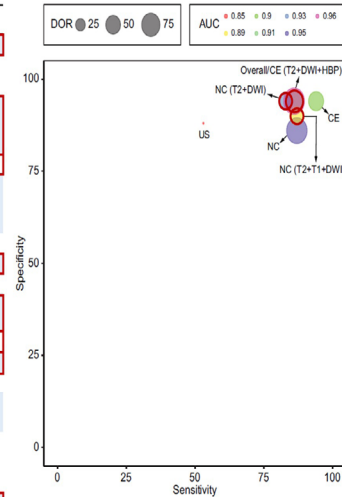 DOR 25 50 75
AUC 0.85 0.9 0.93 0.96
0.89 0.91 0.95
Overall/CE (T2+DWI+HBP)
NC (T2+DWI)
CE
US
NC
NC (T2+T1+DWI
100
75
50
25
0
Specificity
0 25 50 75 100
Sensitivity